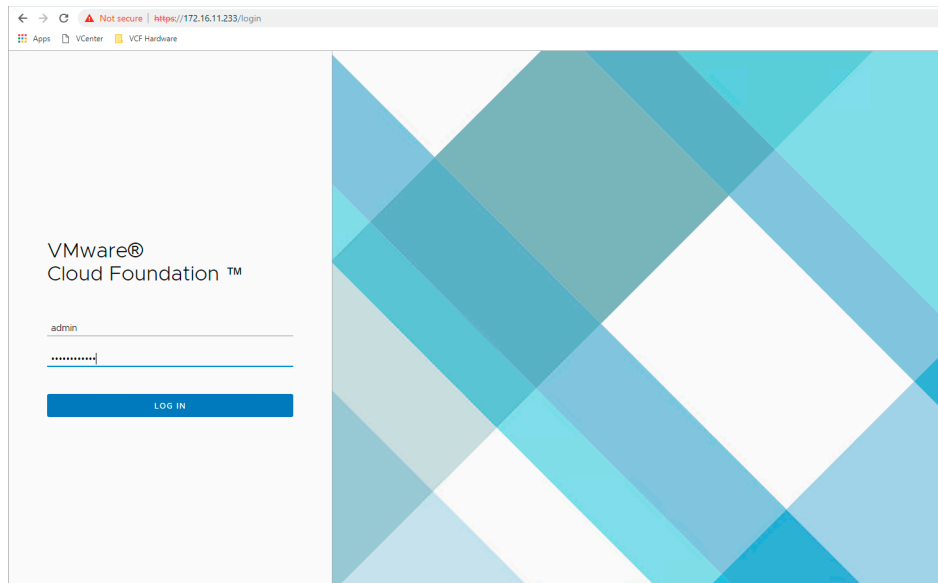 Not secure | https://172.16.11.233/login
Apps VCenter VCF Hardware
VMware®
Cloud Foundation ™
admin
••••••••••••
LOG IN